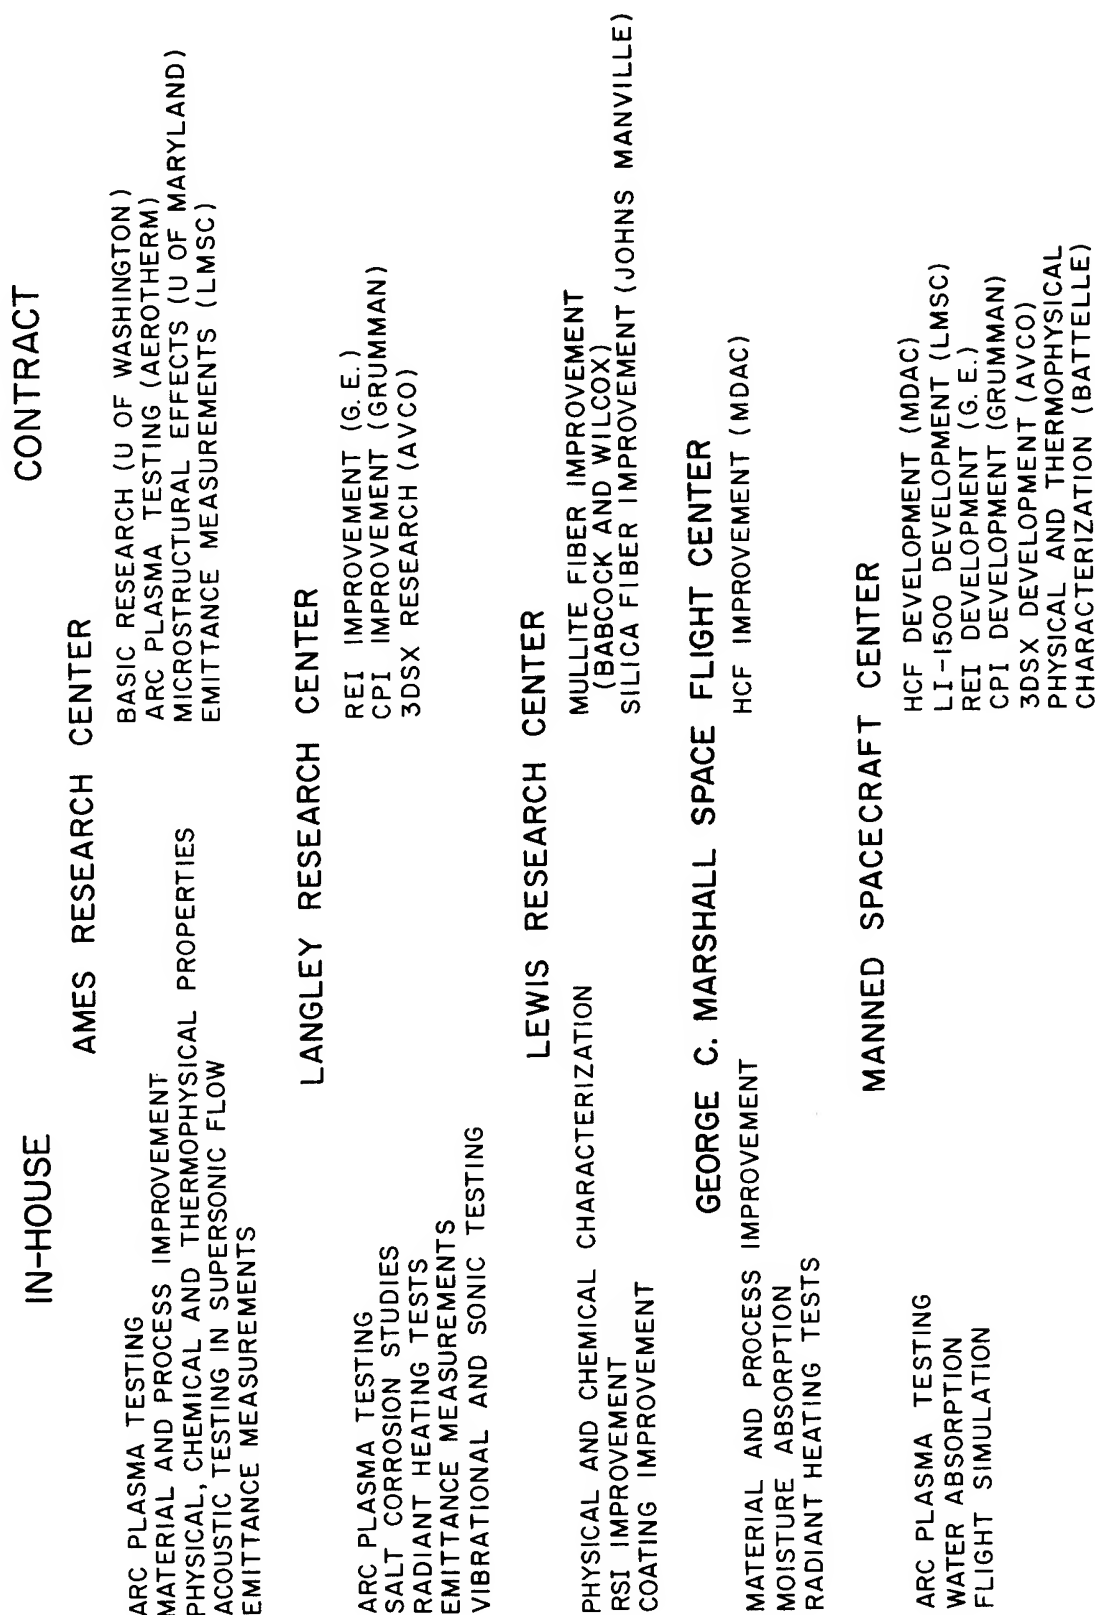 IN-HOUSE
CONTRACT
AMES RESEARCH CENTER
ARC PLASMA TESTING
MATERIAL AND PROCESS IMPROVEMENT
PHYSICAL, CHEMICAL AND THERMOPHYSICAL PROPERTIES
ACOUSTIC TESTING IN SUPERSONIC FLOW
EMITTANCE MEASUREMENTS
BASIC RESEARCH (U OF WASHINGTON)
ARC PLASMA TESTING (AEROTHERM)
MICROSTRUCTURAL EFFECTS (U OF MARYLAND)
EMITTANCE MEASUREMENTS (LMSC)
LANGLEY RESEARCH CENTER
ARC PLASMA TESTING
SALT CORROSION STUDIES
RADIANT HEATING TESTS
EMITTANCE MEASUREMENTS
VIBRATIONAL AND SONIC TESTING
REI IMPROVEMENT (G.E.)
CPI IMPROVEMENT (GRUMMAN)
3DSX RESEARCH (AVCO)
LEWIS RESEARCH CENTER
PHYSICAL AND CHEMICAL CHARACTERIZATION
RSI IMPROVEMENT
COATING IMPROVEMENT
MULLITE FIBER IMPROVEMENT
(BABCOCK AND WILCOX)
SILICA FIBER IMPROVEMENT (JOHNS MANVILLE)
GEORGE C. MARSHALL SPACE FLIGHT CENTER
MATERIAL AND PROCESS IMPROVEMENT
MOISTURE ABSORPTION
RADIANT HEATING TESTS
HCF IMPROVEMENT (MDAC)
MANNED SPACECRAFT CENTER
ARC PLASMA TESTING
WATER ABSORPTION
FLIGHT SIMULATION
HCF DEVELOPMENT (MDAC)
LI-1500 DEVELOPMENT (LMSC)
REI DEVELOPMENT (G.E.)
CPI DEVELOPMENT (GRUMMAN)
3DSX DEVELOPMENT (AVCO)
PHYSICAL AND THERMOPHYSICAL
CHARACTERIZATION (BATTELLE)